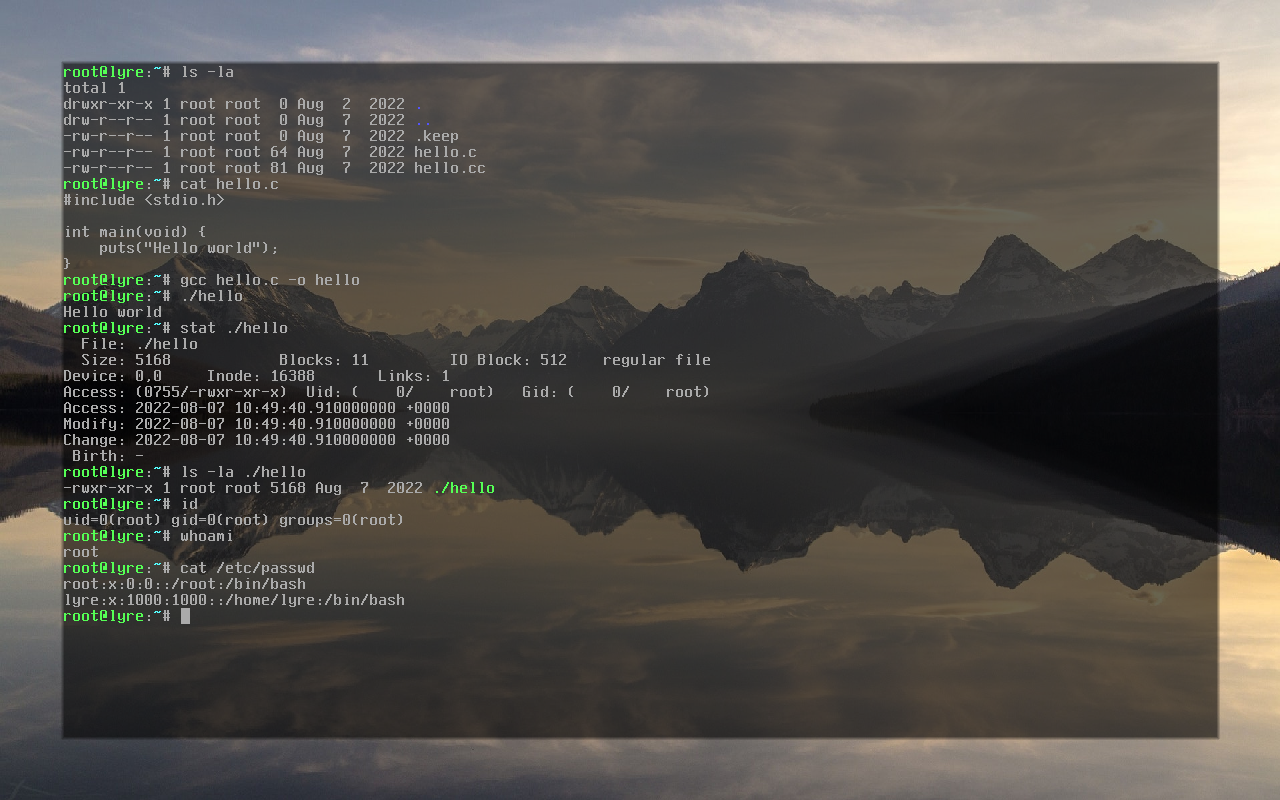 root@lyre:~# ls -la
total 1
drwxr-xr-x 1 root root  0 Aug  2  2022 .
drw-r--r-- 1 root root  0 Aug  7  2022 ..
-rw-r--r-- 1 root root  0 Aug  7  2022 .keep
-rw-r--r-- 1 root root 64 Aug  7  2022 hello.c
-rw-r--r-- 1 root root 81 Aug  7  2022 hello.cc
root@lyre:~# cat hello.c
#include <stdio.h>

int main(void) {
    puts("Hello world");
}
root@lyre:~# gcc hello.c -o hello
root@lyre:~# ./hello
Hello world
root@lyre:~# stat ./hello
  File: ./hello
  Size: 5168            Blocks: 11         IO Block: 512    regular file
Device: 0,0     Inode: 16388       Links: 1
Access: (0755/-rwxr-xr-x)  Uid: (    0/    root)   Gid: (    0/    root)
Access: 2022-08-07 10:49:40.910000000 +0000
Modify: 2022-08-07 10:49:40.910000000 +0000
Change: 2022-08-07 10:49:40.910000000 +0000
 Birth: -
root@lyre:~# ls -la ./hello
-rwxr-xr-x 1 root root 5168 Aug  7  2022 ./hello
root@lyre:~# id
uid=0(root) gid=0(root) groups=0(root)
root@lyre:~# whoami
root
root@lyre:~# cat /etc/passwd
root:x:0:0::/root:/bin/bash
lyre:x:1000:1000::/home/lyre:/bin/bash
root@lyre:~#